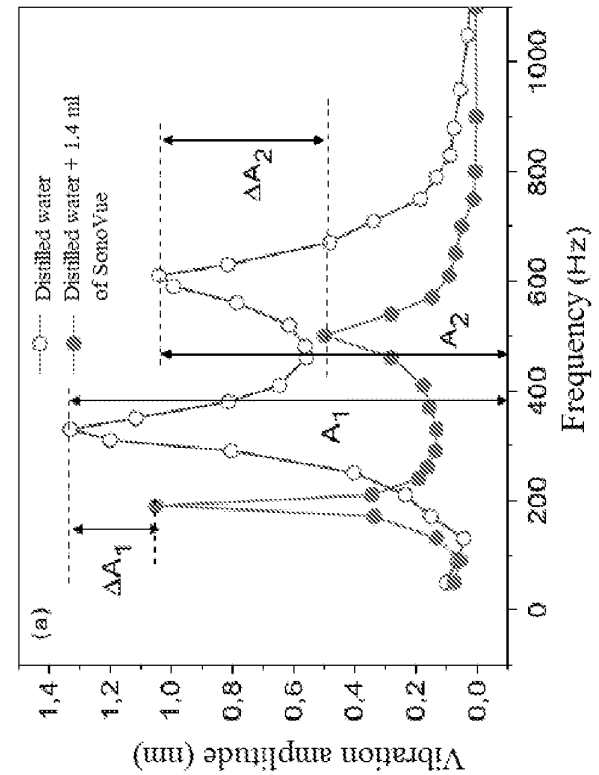 (a)
Distilled water
Distilled water + 1.4 ml
of SonoVue
ΔA1
A1
A2
ΔA2
Vibration amplitude (nm)
1,4
1,2
1,0
0,8
0,6
0,4
0,2
0,0
0 200 400 600 800 1000
Frequency (Hz)